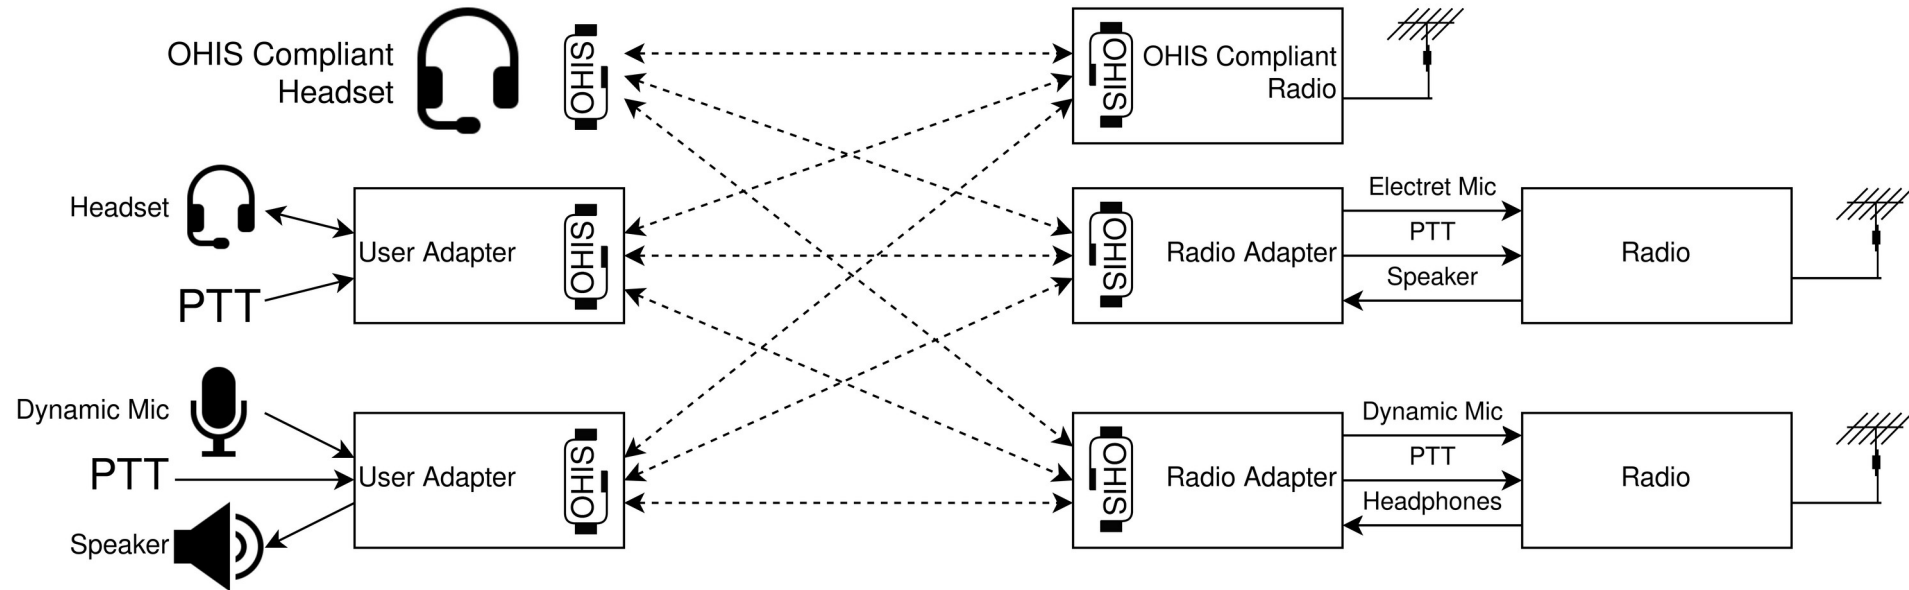 OHIS Compliant
Headset
OHIS
OHIS
OHIS Compliant
Radio
Headset
PTT
User Adapter
OHIS
OHIS
Radio Adapter
Electret Mic
PTT
Speaker
Radio
Dynamic Mic
PTT
Speaker
User Adapter
OHIS
OHIS
Radio Adapter
Dynamic Mic
PTT
Headphones
Radio